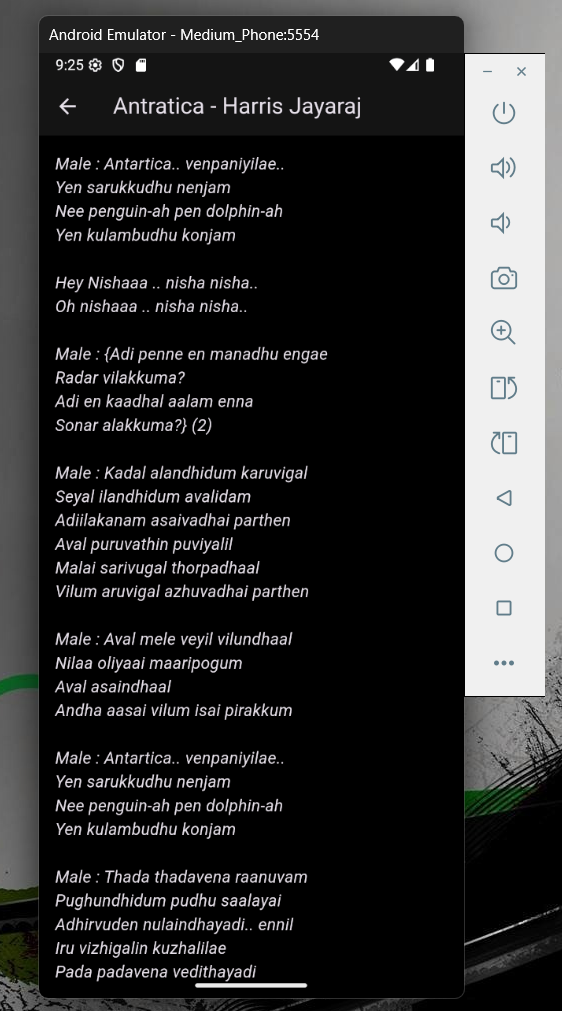 Android Emulator - Medium_Phone:5554
9:25
Antratica - Harris Jayaraj
Male : Antartica.. venpaniyilae..
Yen sarukkudhu nenjam
Nee penguin-ah pen dolphin-ah
Yen kulambudhu konjam
Hey Nishaaa .. nisha nisha..
Oh nishaaa .. nisha nisha..
Male : {Adi penne en manadhu engae
Radar vilakkuma?
Adi en kaadhal aalam enna
Sonar alakkuma?} (2)
Male : Kadal alandhidum karuvigal
Seyal ilandhidum avalidam
Adiilakanam asaivadhai parthen
Aval puruvathin puviyalil
Malai sarivugal thorpadhaal
Vilum aruvigal azhuvadhai parthen
Male : Aval mele veyil vilundhaal
Nilaa oliyaai maaripogum
Aval asaindhaal
Andha aasai vilum isai pirakkum
Male : Antartica.. venpaniyilae..
Yen sarukkudhu nenjam
Nee penguin-ah pen dolphin-ah
Yen kulambudhu konjam
Male : Thada thadavena raanuvam
Pughundhidum pudhu saalayai
Adhirvuden nulaindhayadi.. ennil
Iru vizhigalin kuzhalilae
Pada padavena vedithayadi